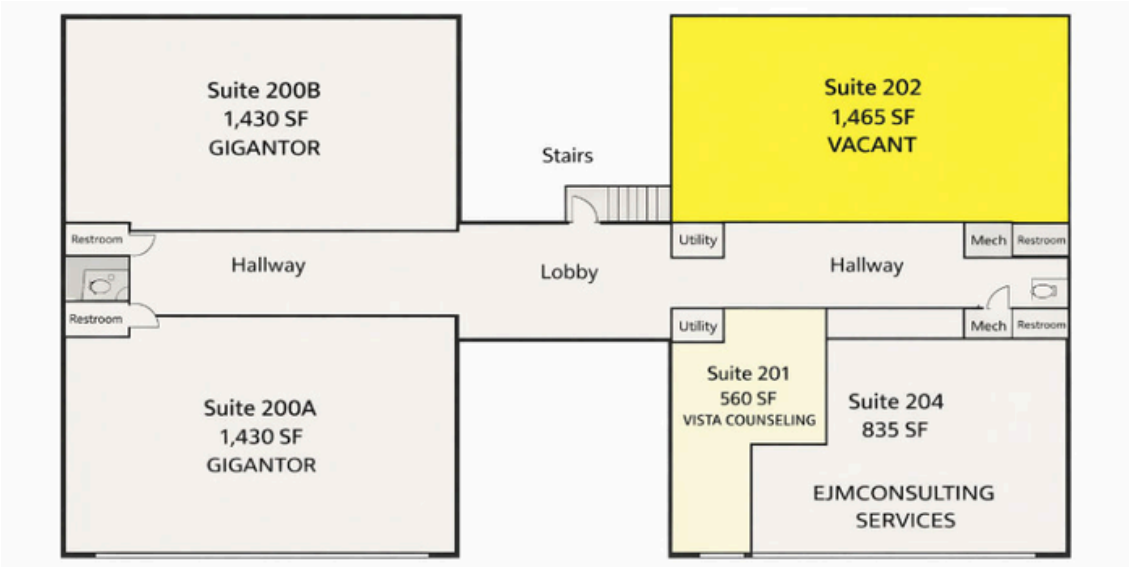 Suite 200B
1,430 SF
GIGANTOR
Suite 202
1,465 SF
VACANT
Stairs
Restroom
Hallway
Lobby
Utility
Hallway
Mech
Restroom
Restroom
Utility
Mech
Restroom
Suite 200A
1,430 SF
GIGANTOR
Suite 201
560 SF
VISTA COUNSELING
Suite 204
835 SF
EJMCONSULTING
SERVICES